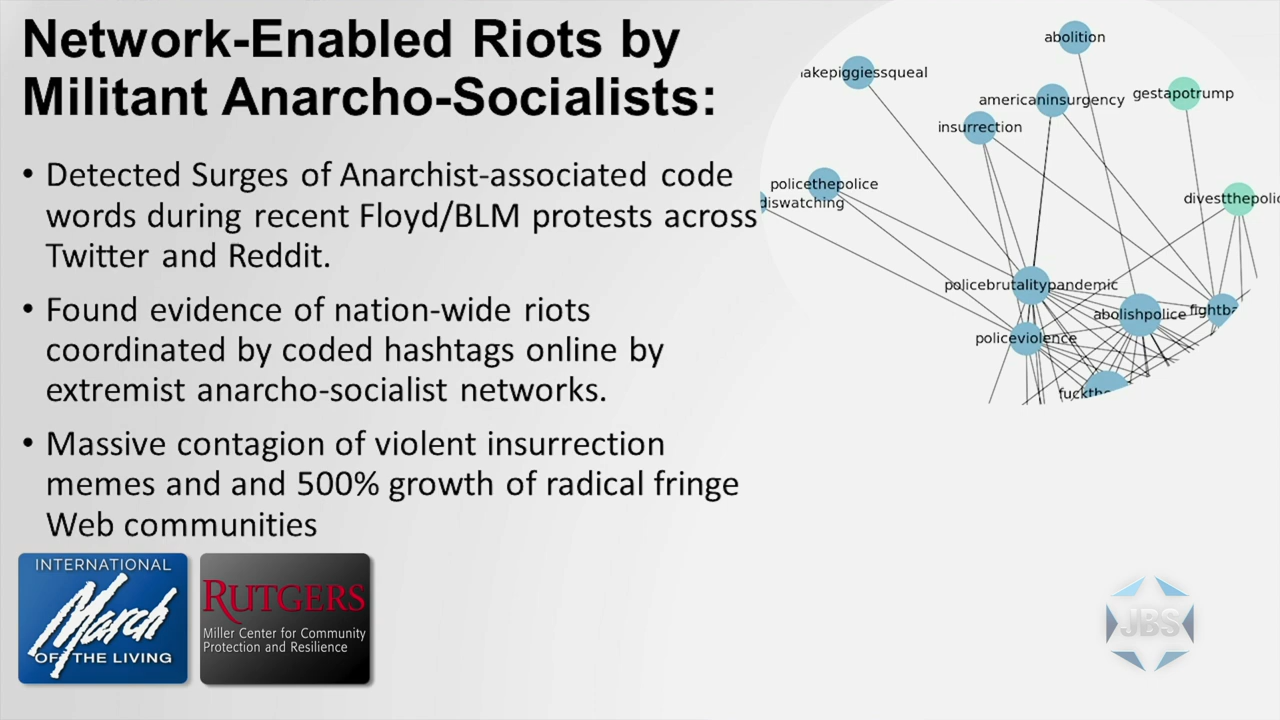 Network-Enabled Riots by
Militant Anarcho-Socialists:
• Detected Surges of Anarchist-associated code
words during recent Floyd/BLM protests across
Twitter and Reddit.
• Found evidence of nation-wide riots
coordinated by coded hashtags online by
extremist anarcho-socialist networks.
• Massive contagion of violent insurrection
memes and and 500% growth of radical fringe
Web communities
abolition
akepiggiessqueal
americaninsurgency
gestapotrump
insurrection
policethepolice
diswatching
divestthepolic
policebrutalitypandemic
abolishpolice
fightba
policeviolence
fuckthe
INTERNATIONAL
March
OF THE LIVING
RUTGERS
Miller Center for Community
Protection and Resilience
JBS